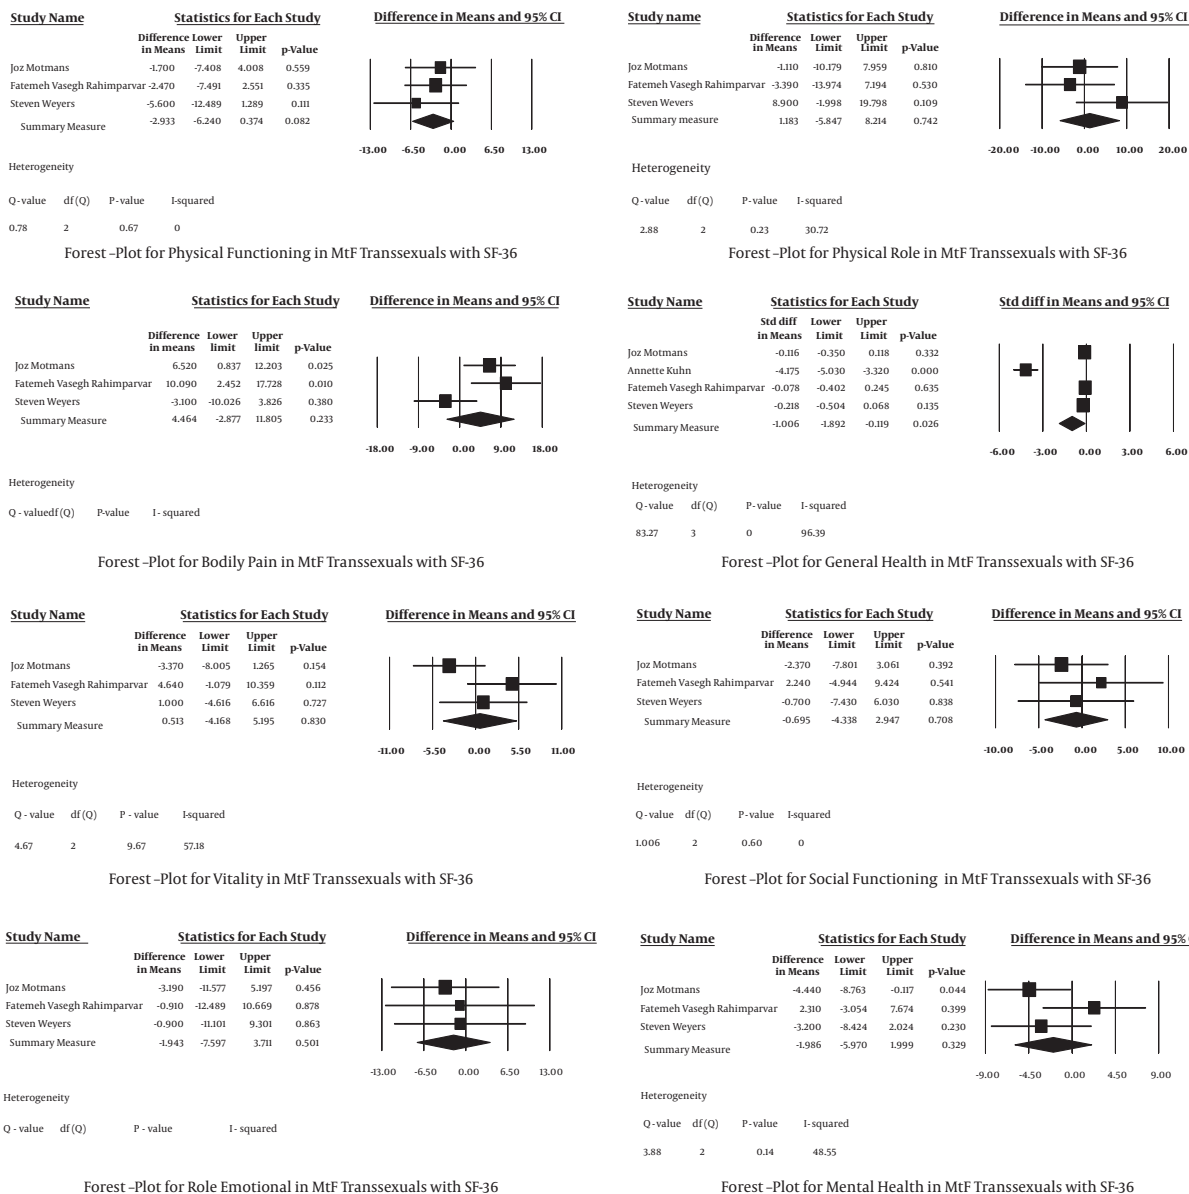 Study Name Statistics for Each Study Difference in Means and 95% CI
Difference in Means Lower Limit Upper Limit p-Value
Joz Motmans -1.700 -7.408 4.008 0.559
Fatemeh Vasegh Rahimparvar -2.470 -7.491 2.551 0.335
Steven Weyers -5.600 -12.489 1.289 0.111
Summary Measure -2.933 -6.240 0.374 0.082
-13.00 -6.50 0.00 6.50 13.00
Heterogeneity
Q-value df(Q) P-value I-squared
0.78 2 0.67 0
Forest –Plot for Physical Functioning in MtF Transsexuals with SF-36
Study name Statistics for Each Study Difference in Means and 95% CI
Difference in Means Lower Limit Upper Limit p-Value
Joz Motmans -1.110 -10.179 7.959 0.810
Fatemeh Vasegh Rahimparvar -3.390 -13.974 7.194 0.530
Steven Wevers 8.900 -1.998 19.798 0.109
Summary measure 1.183 -5.847 8.214 0.742
-20.00 -10.00 0.00 10.00 20.00
Heterogeneity
Q-value df(Q) P-value I-squared
2.88 2 0.23 30.72
Forest –Plot for Physical Role in MtF Transsexuals with SF-36
Study Name Statistics for Each Study Difference in Means and 95% CI
Difference in means Lower limit Upper limit p-Value
Joz Motmans 6.520 0.837 12.203 0.025
Fatemeh Vasegh Rahimparvar 10.090 2.452 17.728 0.010
Steven Weyers -3.100 -10.026 3.826 0.380
Summary Measure 4.464 -2.877 11.805 0.233
-18.00 -9.00 0.00 9.00 18.00
Heterogeneity
Q - valuedf(Q) P-value I - squared
Forest –Plot for Bodily Pain in MtF Transsexuals with SF-36
Study Name Statistics for Each Study Std diff in Means and 95% CI
Std diff in Means Lower Limit Upper Limit p-Value
Joz Motmans -0.116 -0.350 0.118 0.332
Annette Kuhn -4.175 -5.030 -3.320 0.000
Fatemeh Vasegh Rahimparvar -0.078 -0.402 0.245 0.635
Steven Weyers -0.218 -0.504 0.068 0.135
Summary Measure -1.006 -1.892 -0.119 0.026
-6.00 -3.00 0.00 3.00 6.00
Heterogeneity
Q - value df(Q) P - value I- squared
83.27 3 0 96.39
Forest –Plot for General Health in MtF Transsexuals with SF-36
Study Name Statistics for Each Study Difference in Means and 95% CI
Difference in Means Lower Limit Upper Limit p-Value
Joz Motmans -3.370 -8.005 1.265 0.154
Fatemeh Vasegh Rahimparvar 4.640 -1.079 10.359 0.112
Steven Weyers 1.000 -4.616 6.616 0.727
Summary Measure 0.513 -4.168 5.195 0.830
-11.00 -5.50 0.00 5.50 11.00
Heterogeneity
Q - value df(Q) P - value I-squared
4.67 2 9.67 57.18
Forest –Plot for Vitality in MtF Transsexuals with SF-36
Study Name Statistics for Each Study Difference in Means and 95% CI
Difference in Means Lower Limit Upper Limit p-Value
Joz Motmans -2.370 -7.801 3.061 0.392
Fatemeh Vasegh Rahimparvar 2.240 -4.944 9.424 0.541
Steven Weyers -0.700 -7.430 6.030 0.838
Summary Measure -0.695 -4.338 2.947 0.708
-10.00 -5.00 0.00 5.00 10.00
Heterogeneity
Q-value df(Q) P-value I-squared
1.006 2 0.60 0
Forest –Plot for Social Functioning in MtF Transsexuals with SF-36
Study Name Statistics for Each Study Difference in Means and 95% CI
Difference in Means Lower Limit Upper Limit p-Value
Joz Motmans -3.190 -11.577 5.197 0.456
Fatemeh Vasegh Rahimparvar -0.910 -12.489 10.669 0.878
Steven Weyers -0.900 -11.101 9.301 0.863
Summary Measure -1.943 -7.597 3.711 0.501
-13.00 -6.50 0.00 6.50 13.00
Heterogeneity
Q - value df(Q) P - value I - squared
Forest –Plot for Role Emotional in MtF Transsexuals with SF-36
Study Name Statistics for Each Study Difference in Means and 95%
Difference in Means Lower Limit Upper Limit p-Value
Joz Motmans -4.440 -8.763 -0.117 0.044
Fatemeh Vasegh Rahimparvar 2.310 -3.054 7.674 0.399
Steven Weyers -3.200 -8.424 2.024 0.230
Summary Measure -1.986 -5.970 1.999 0.329
-9.00 -4.50 0.00 4.50 9.00
Heterogeneity
Q-value df(Q) P-value I-squared
3.88 2 0.14 48.55
Forest –Plot for Mental Health in MtF Transsexuals with SF-36